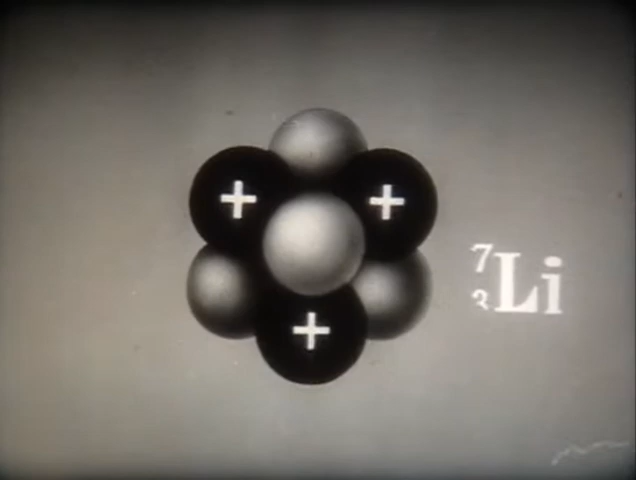 + +
+
⁷₃Li